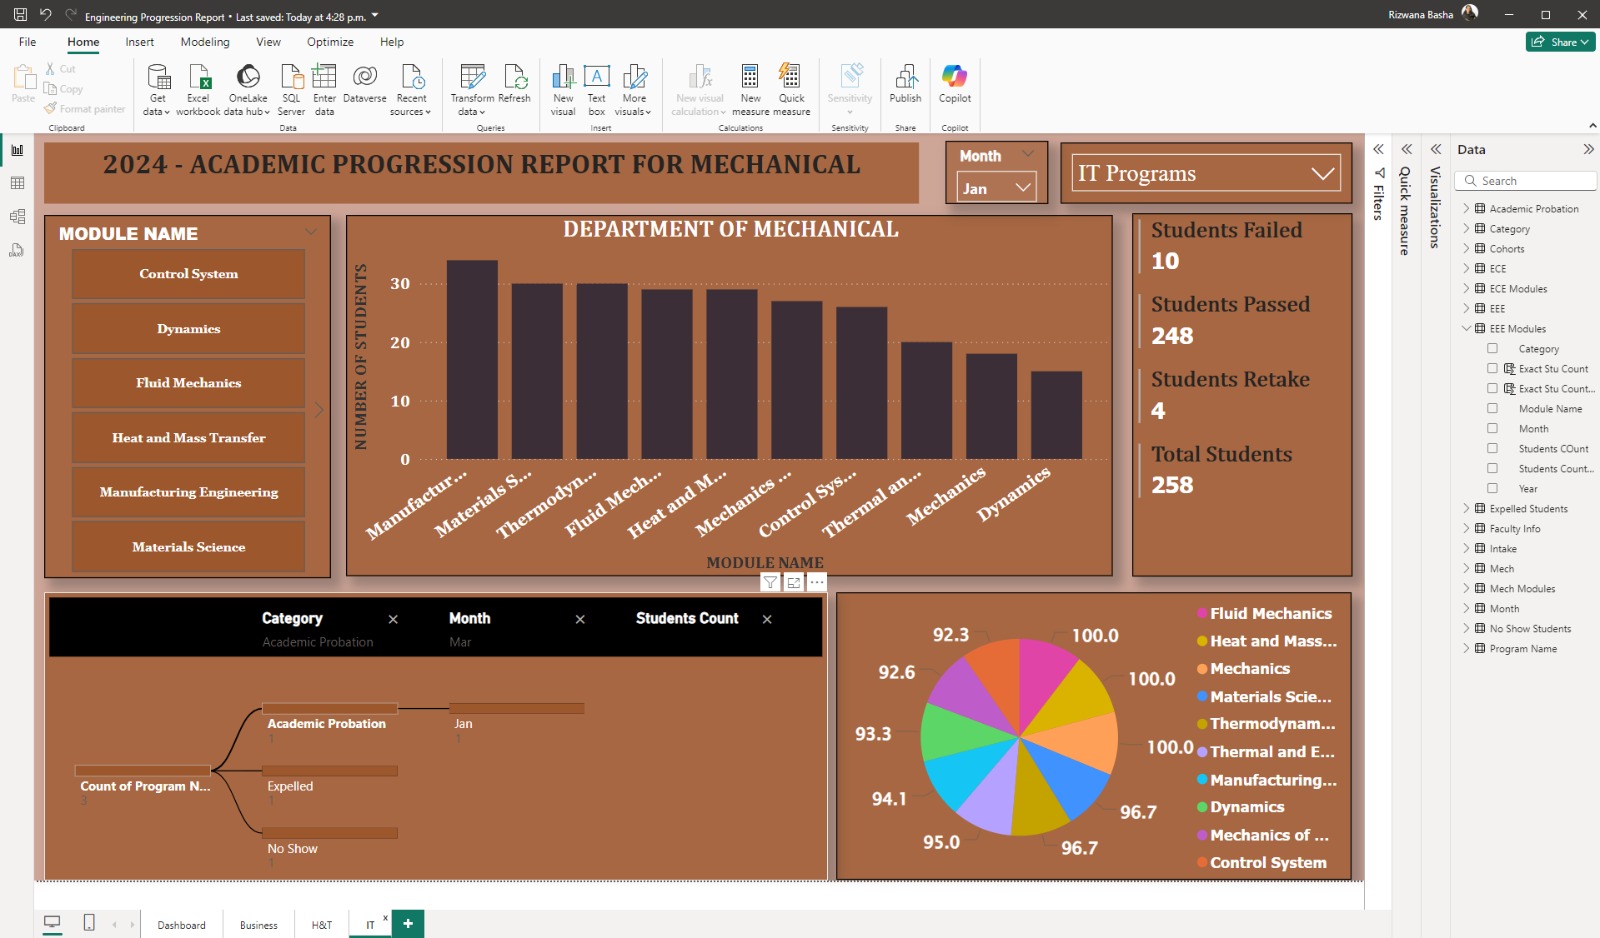 Engineering Progression Report • Last saved: Today at 4:28 p.m.
Rizwana Basha
File Home Insert Modeling View Optimize Help
Share
Paste
Cut
Copy
Format painter
Clipboard
Get data
Excel workbook
OneLake data hub
SQL Server
Enter data
Dataverse
Recent sources
Data
Transform data
Refresh
Queries
New visual
Text box
More visuals
Insert
New visual calculation
New measure
Quick measure
Calculations
Sensitivity
Sensitivity
Publish
Share
Copilot
Copilot
2024 - ACADEMIC PROGRESSION REPORT FOR MECHANICAL
Month
Jan
IT Programs
MODULE NAME
Control System
Dynamics
Fluid Mechanics
Heat and Mass Transfer
Manufacturing Engineering
Materials Science
DEPARTMENT OF MECHANICAL
NUMBER OF STUDENTS
30
20
10
0
Manufactur...
Materials S...
Thermodyn...
Fluid Mech...
Heat and M...
Mechanics ...
Control Sys...
Thermal an...
Mechanics
Dynamics
MODULE NAME
Students Failed
10
Students Passed
248
Students Retake
4
Total Students
258
Category
Academic Probation
Month
Mar
Students Count
Count of Program N...
3
Academic Probation
1
Jan
1
Expelled
1
No Show
1
92.3
100.0
92.6
100.0
93.3
100.0
94.1
96.7
95.0
96.7
Fluid Mechanics
Heat and Mass...
Mechanics
Materials Scie...
Thermodynam...
Thermal and E...
Manufacturing...
Dynamics
Mechanics of ...
Control System
Filters
Quick measure
Visualizations
Data
Search
Academic Probation
Category
Cohorts
ECE
ECE Modules
EEE
EEE Modules
Category
Exact Stu Count
Exact Stu Count...
Module Name
Month
Students COunt
Students Count...
Year
Expelled Students
Faculty Info
Intake
Mech
Mech Modules
Month
No Show Students
Program Name
Dashboard
Business
H&T
IT